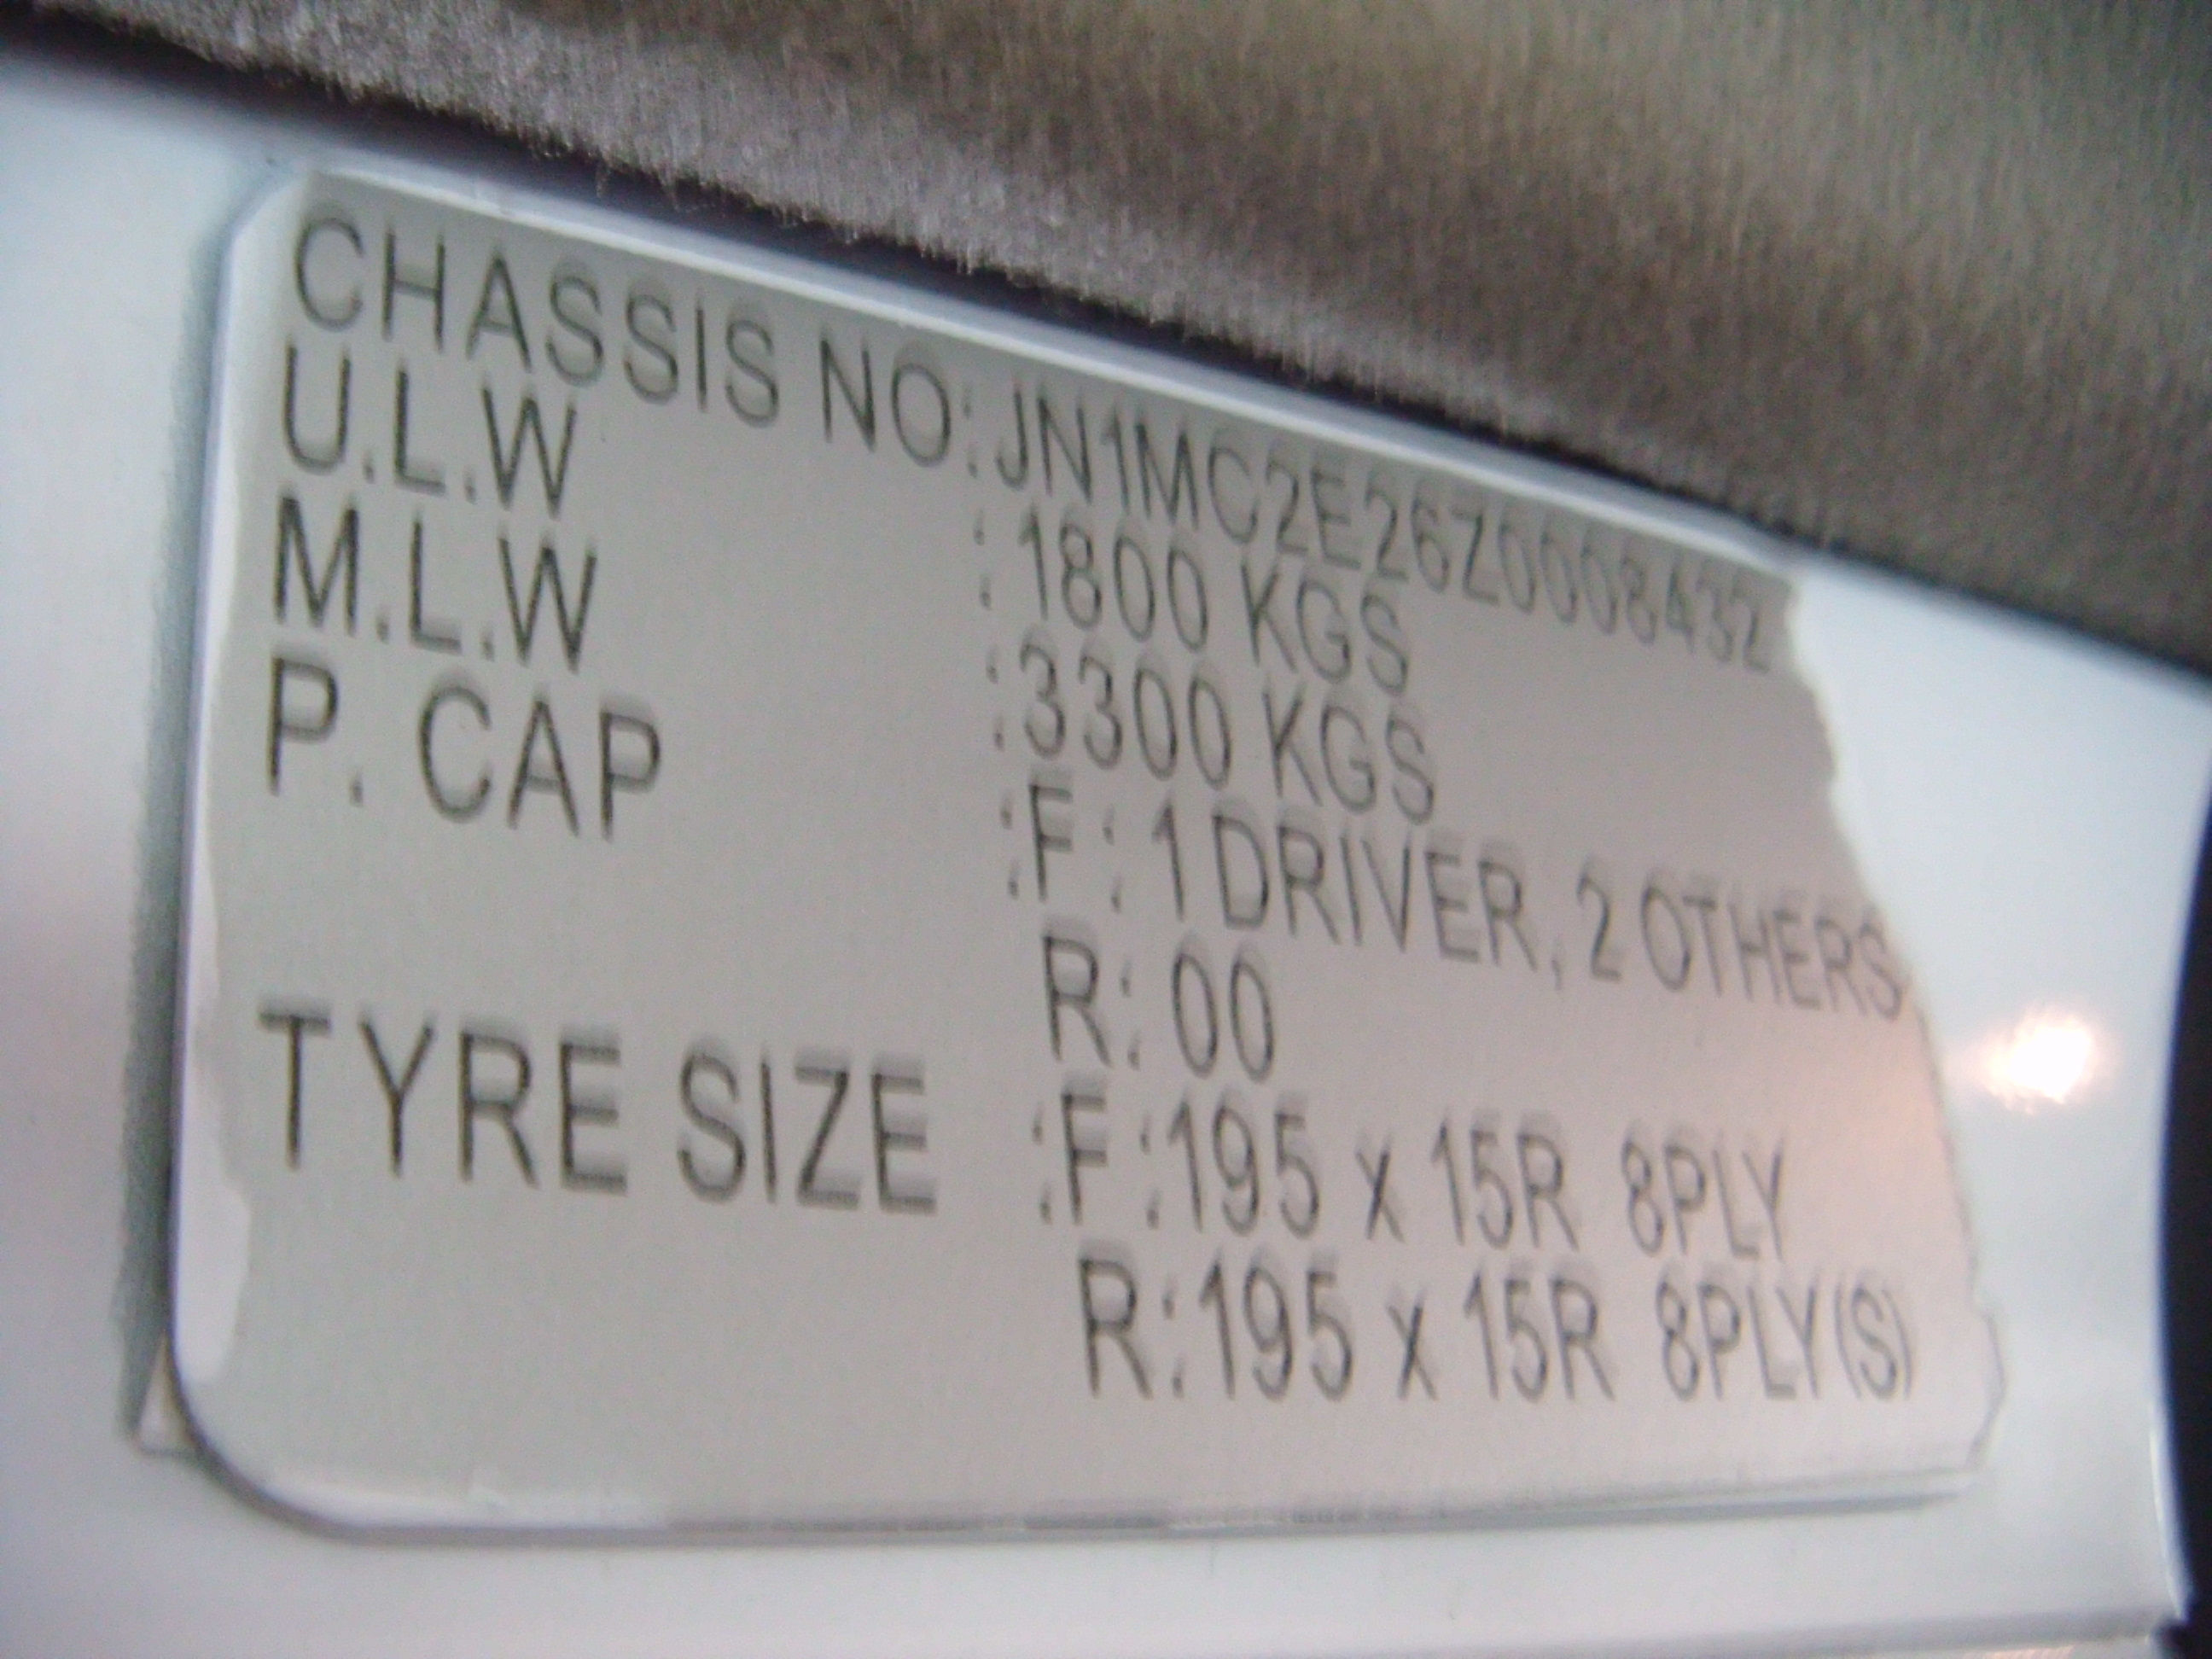 CHASSIS NO:JN1MC2E26Z0008432
U.L.W :1800 KGS
M.L.W :3300 KGS
P. CAP :F: 1 DRIVER, 2 OTHERS
R: 00
TYRE SIZE :F:195 x 15R 8PLY
R:195 x 15R 8PLY(S)